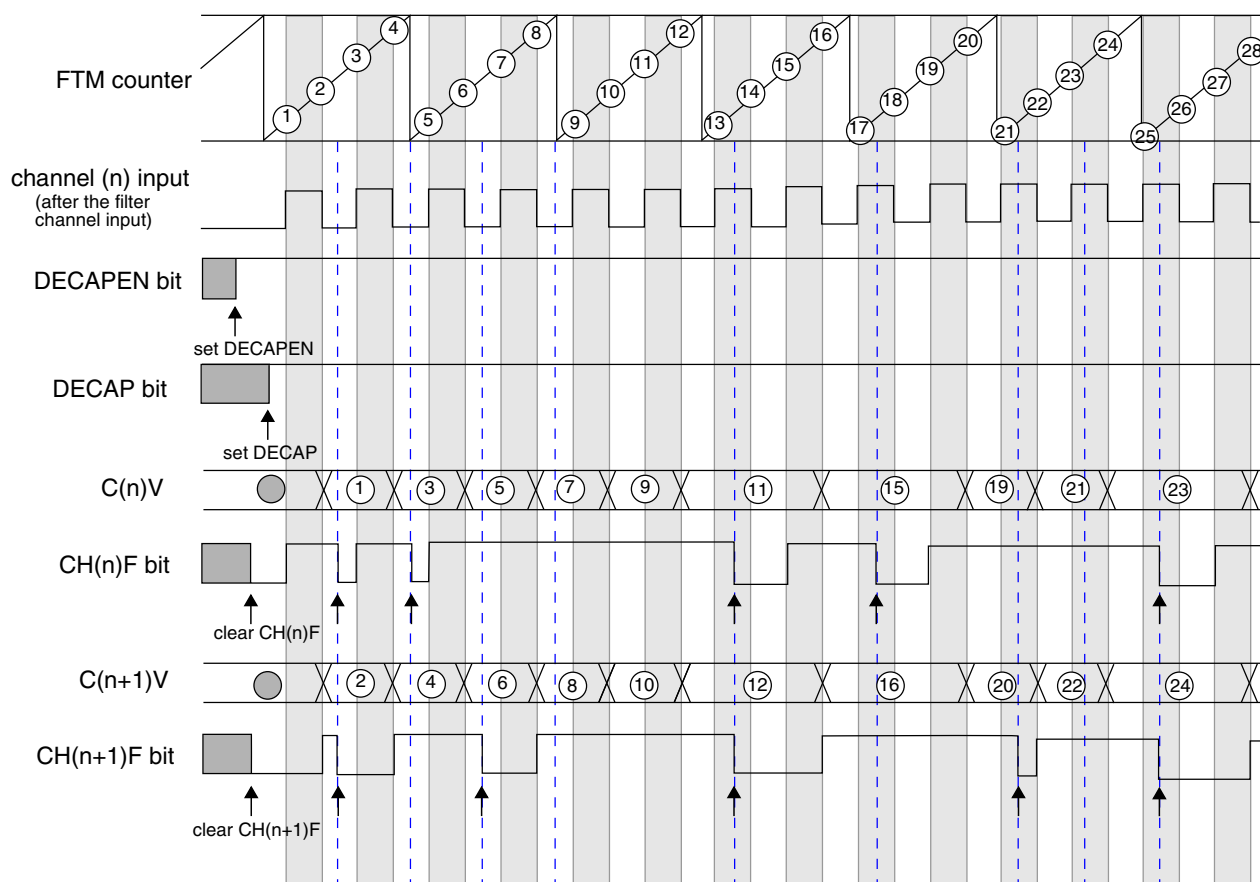 FTM counter
1 2 3 4 5 6 7 8 9 10 11 12 13 14 15 16 17 18 19 20 21 22 23 24 25 26 27 28
channel (n) input
(after the filter
channel input)
DECAPEN bit
set DECAPEN
DECAP bit
set DECAP
C(n)V 1 3 5 7 9 11 15 19 21 23
CH(n)F bit
clear CH(n)F
C(n+1)V 2 4 6 8 10 12 16 20 22 24
CH(n+1)F bit
clear CH(n+1)F